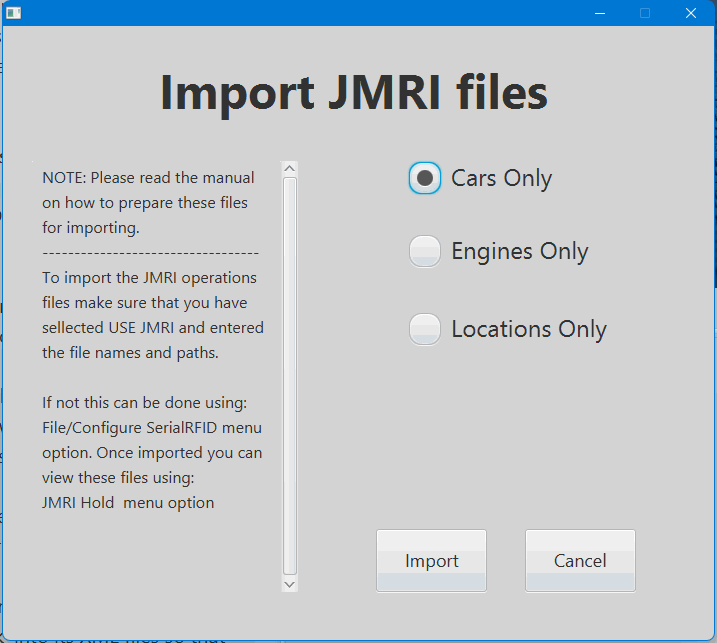 Import JMRI files
NOTE: Please read the manual
on how to prepare these files
for importing.
----------------------------------
To import the JMRI operations
files make sure that you have
sellected USE JMRI and entered
the file names and paths.
If not this can be done using:
File/Configure SerialRFID menu
option. Once imported you can
view these files using:
JMRI Hold  menu option
Cars Only
Engines Only
Locations Only
Import
Cancel